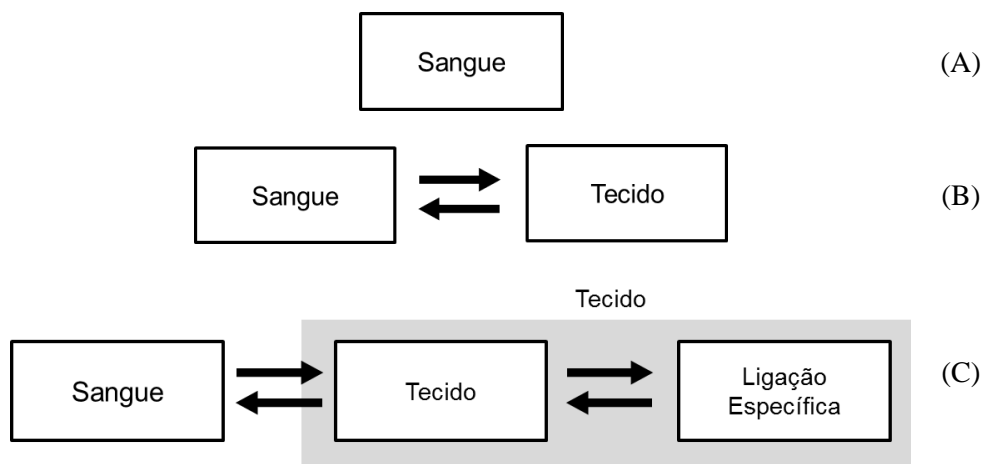 Sangue
(A)
Sangue
Tecido
(B)
Tecido
Sangue
Tecido
Ligação
Específica
(C)